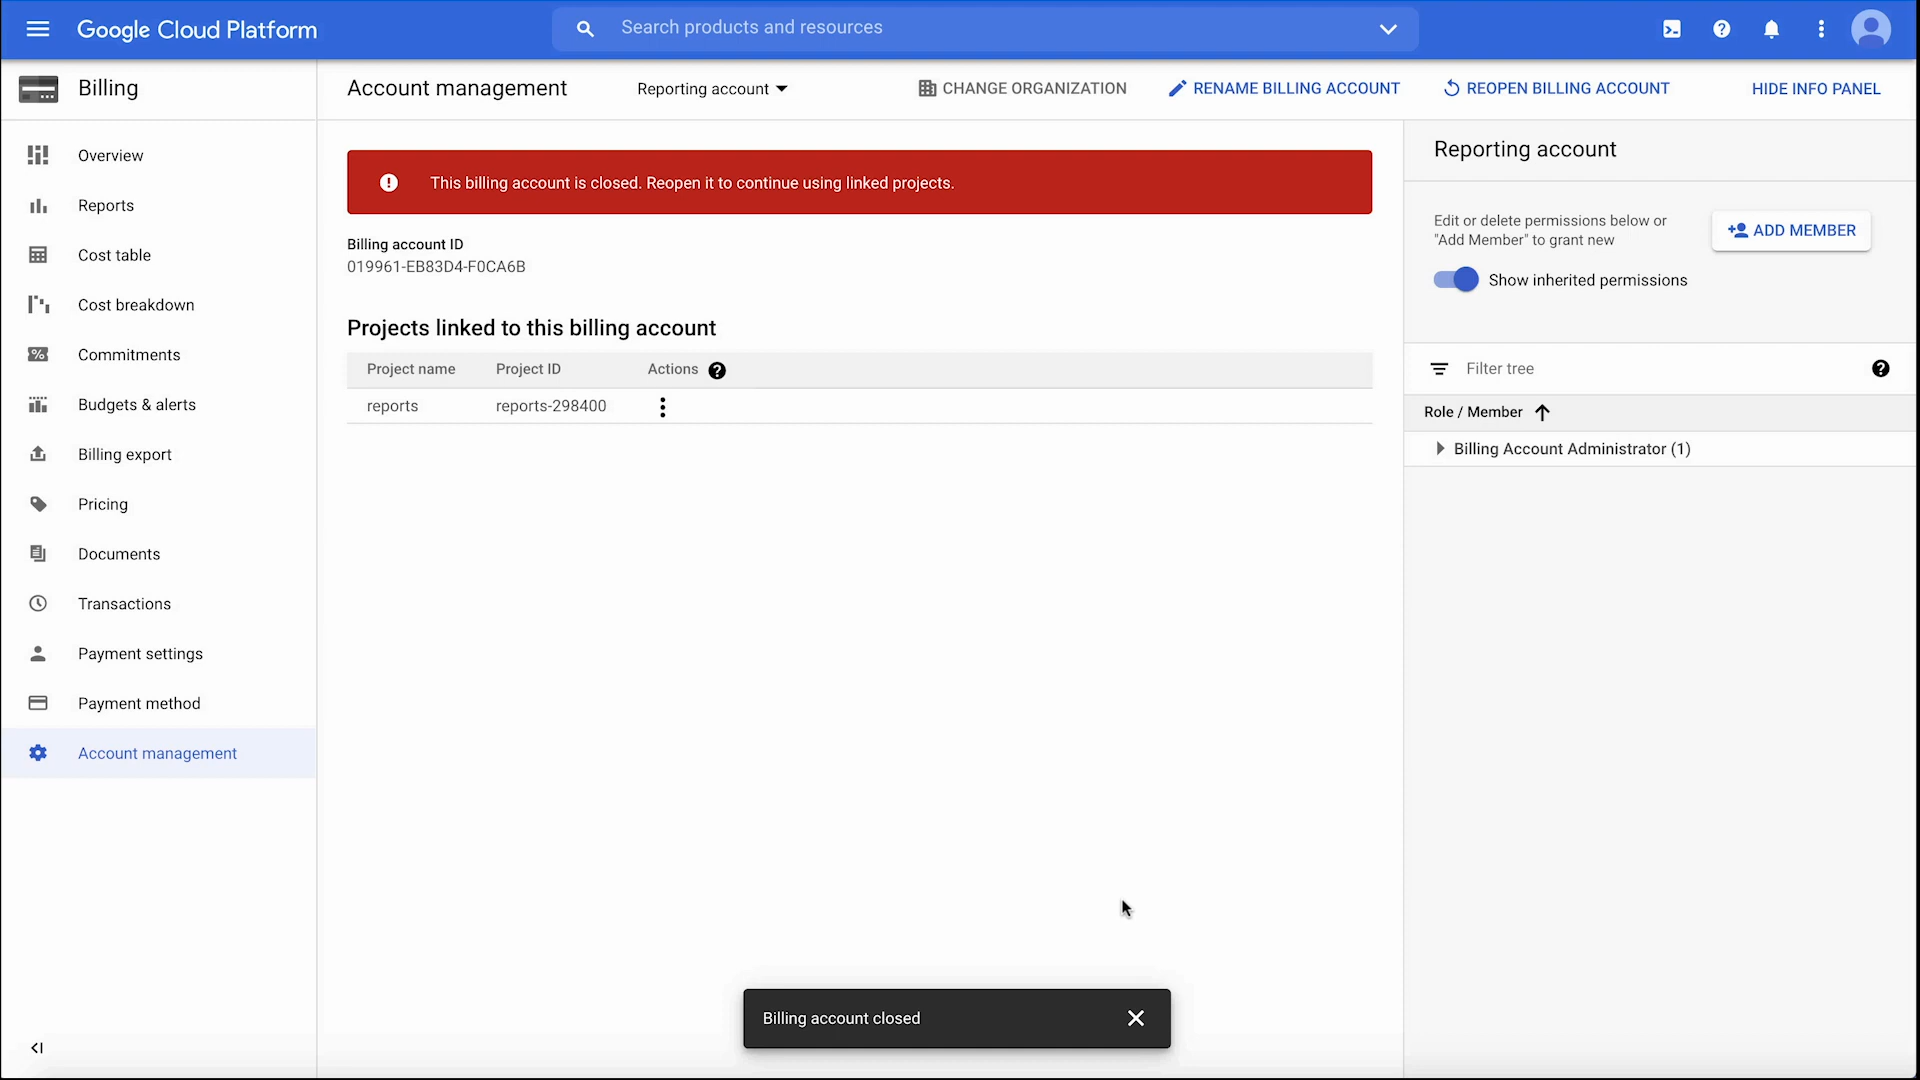 Google Cloud Platform
Search products and resources
Billing
Account management
Reporting account
CHANGE ORGANIZATION
RENAME BILLING ACCOUNT
REOPEN BILLING ACCOUNT
HIDE INFO PANEL
Overview
Reports
Cost table
Cost breakdown
Commitments
Budgets & alerts
Billing export
Pricing
Documents
Transactions
Payment settings
Payment method
Account management
This billing account is closed. Reopen it to continue using linked projects.
Billing account ID
019961-EB83D4-F0CA6B
Projects linked to this billing account
Project name Project ID Actions
reports reports-298400
Reporting account
Edit or delete permissions below or
"Add Member" to grant new
ADD MEMBER
Show inherited permissions
Filter tree
Role / Member
Billing Account Administrator (1)
Billing account closed